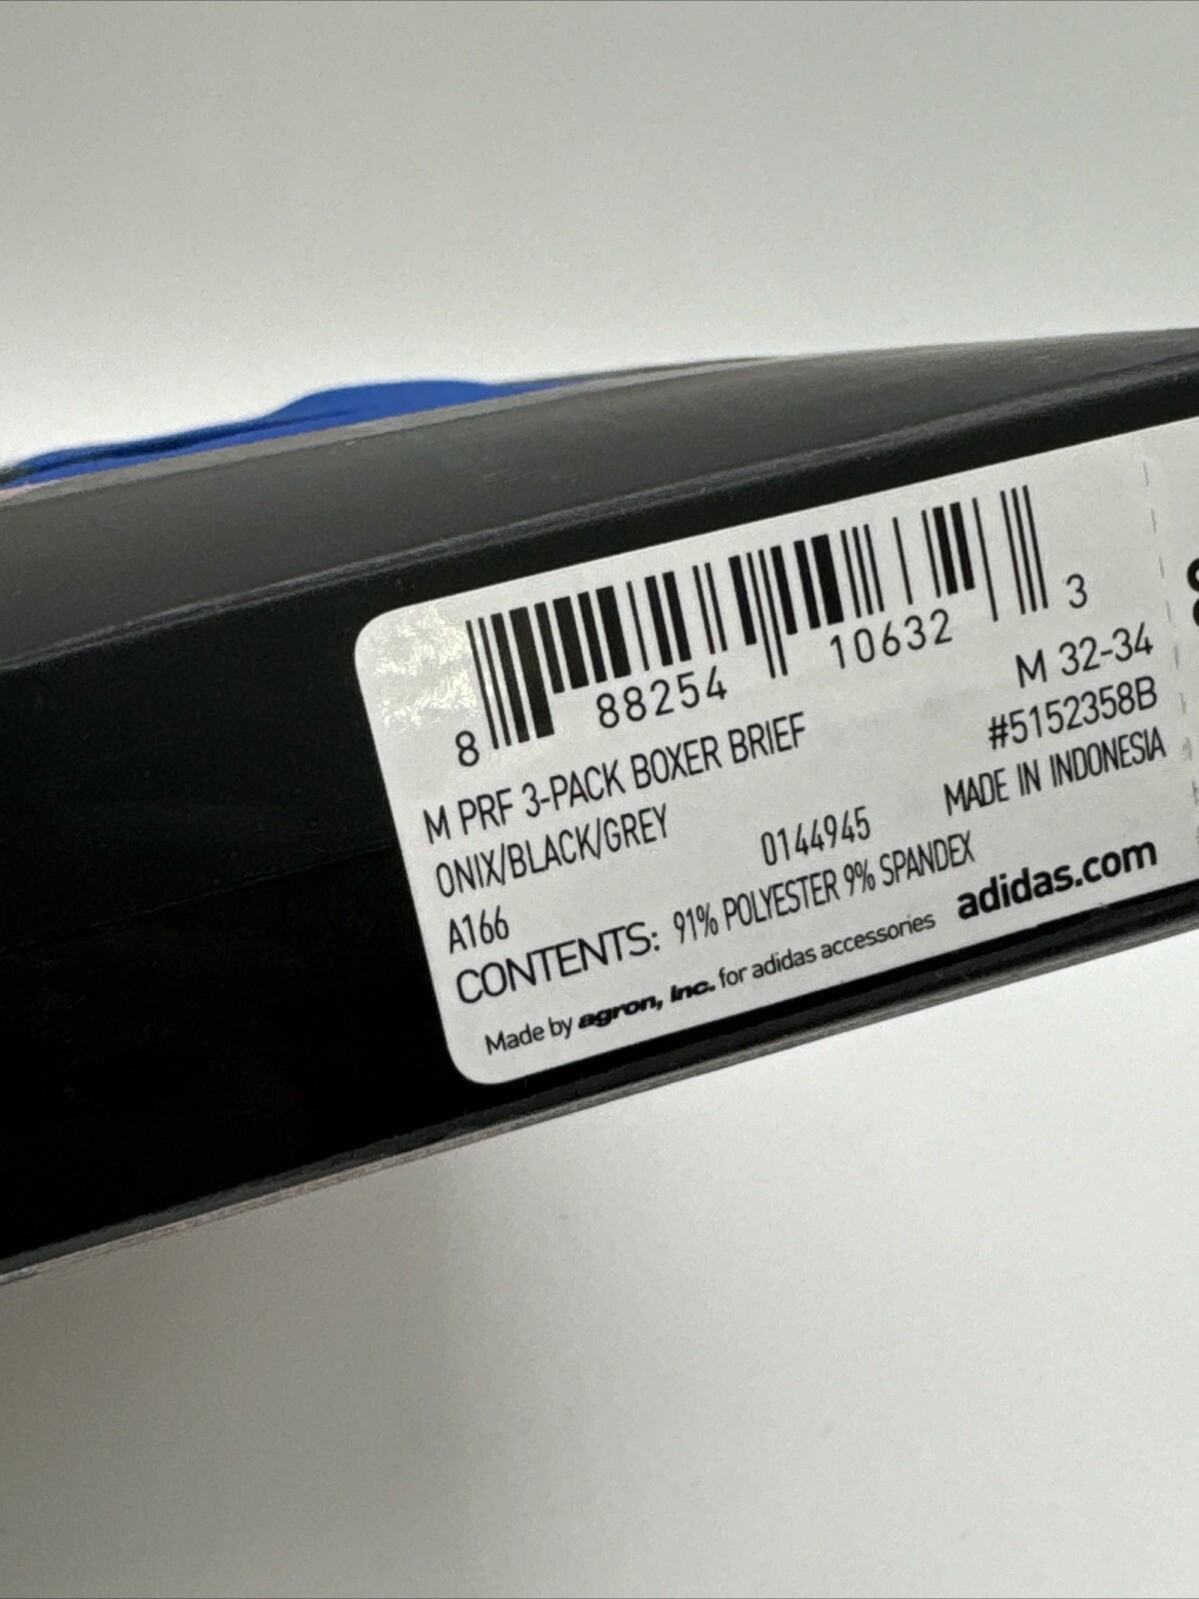 8 88254 10632 3
M PRF 3-PACK BOXER BRIEF M 32-34
ONIX/BLACK/GREY #5152358B
A166 0144945 MADE IN INDONESIA
CONTENTS: 91% POLYESTER 9% SPANDEX
Made by agron, inc. for adidas accessories adidas.com